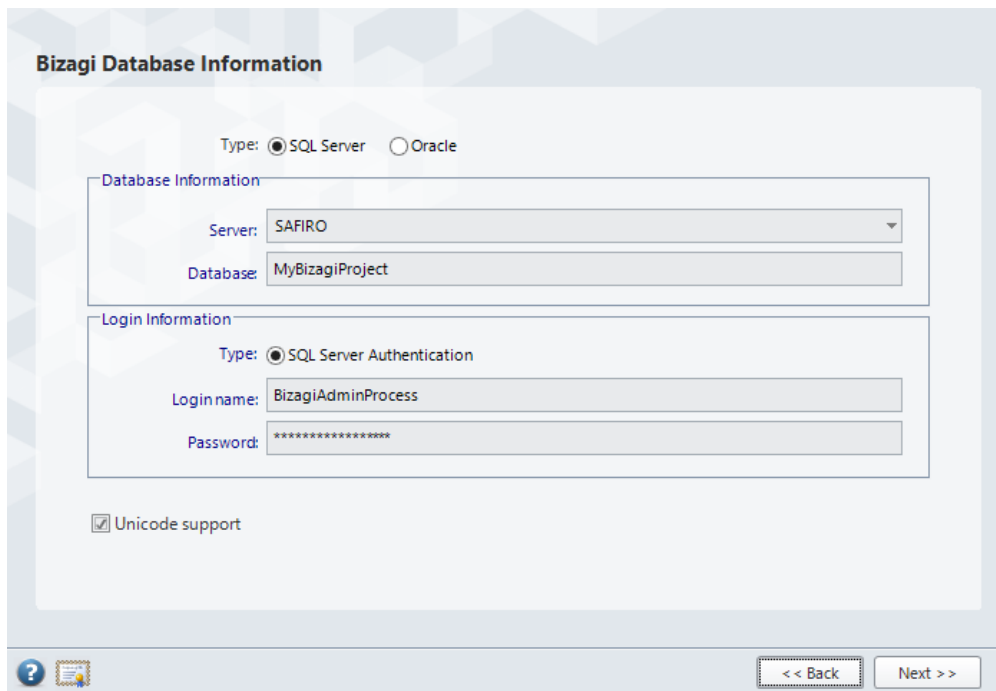 Bizagi Database Information
Type: SQL Server Oracle
Database Information
Server: SAFIRO
Database: MyBizagiProject
Login Information
Type: SQL Server Authentication
Login name: BizagiAdminProcess
Password: *****************
Unicode support
? << Back Next >>